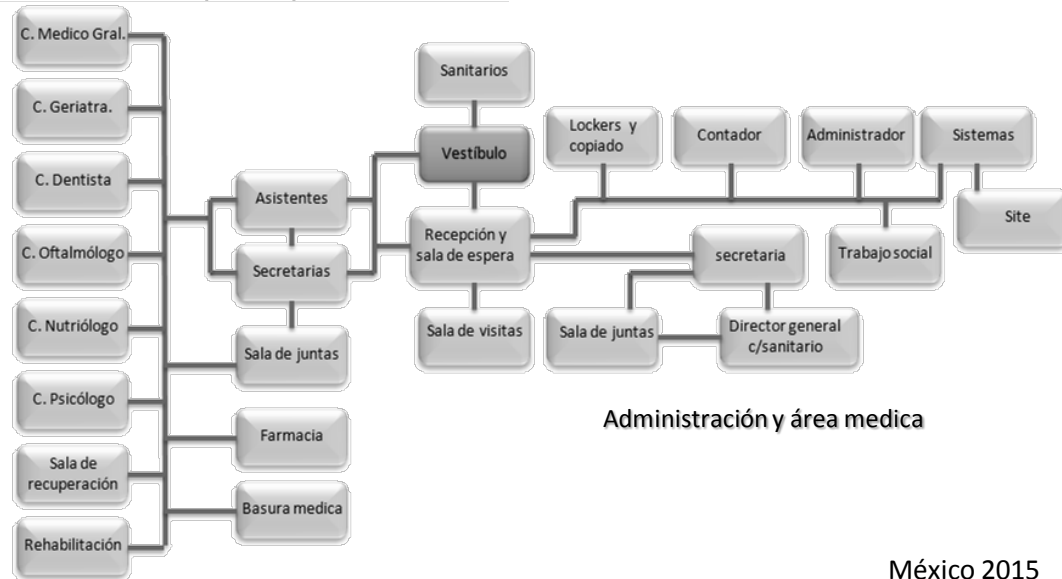 C. Medico Gral.
C. Geriatra.
C. Dentista
C. Oftalmólogo
C. Nutriólogo
C. Psicólogo
Sala de
recuperación
Rehabilitación
Asistentes
Secretarias
Sala de juntas
Farmacia
Basura medica
Sanitarios
Vestíbulo
Recepción y
sala de espera
Sala de visitas
Lockers y
copiado
Contador
Administrador
Sistemas
Site
Trabajo social
secretaria
Sala de juntas
Director general
c/sanitario
Administración y área medica
México 2015